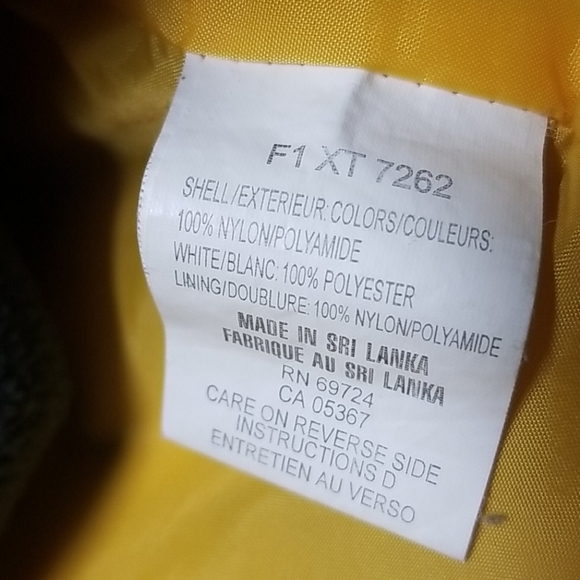 F1 XT 7262
SHELL/EXTERIEUR: COLORS/COULEURS:
100% NYLON/POLYAMIDE
WHITE/BLANC: 100% POLYESTER
LINING/DOUBLURE: 100% NYLON/POLYAMIDE
MADE IN SRI LANKA
FABRIQUE AU SRI LANKA
RN 69724
CA 05367
CARE ON REVERSE SIDE
INSTRUCTIONS D
ENTRETIEN AU VERSO